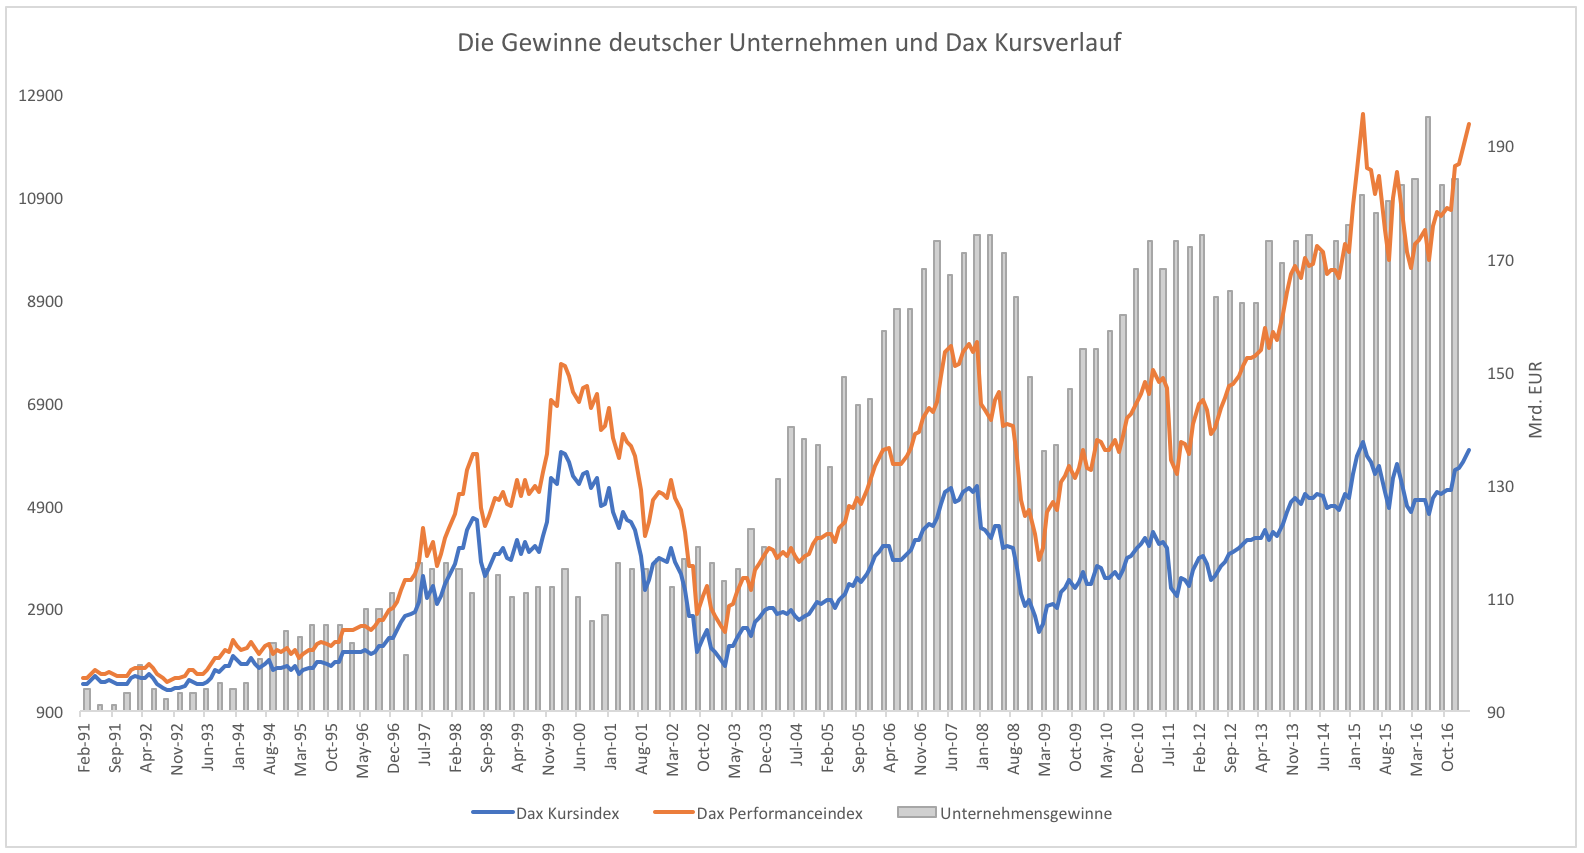 Die Gewinne deutscher Unternehmen und Dax Kursverlauf
12900
10900
8900
6900
4900
2900
900
190
170
150
130
110
90
Mrd. EUR
Feb-91
Sep-91
Apr-92
Nov-92
Jun-93
Jan-94
Aug-94
Mar-95
Oct-95
May-96
Dec-96
Jul-97
Feb-98
Sep-98
Apr-99
Nov-99
Jun-00
Jan-01
Aug-01
Mar-02
Oct-02
May-03
Dec-03
Jul-04
Feb-05
Sep-05
Apr-06
Nov-06
Jun-07
Jan-08
Aug-08
Mar-09
Oct-09
May-10
Dec-10
Jul-11
Feb-12
Sep-12
Apr-13
Nov-13
Jun-14
Jan-15
Aug-15
Mar-16
Oct-16
Dax Kursindex
Dax Performanceindex
Unternehmensgewinne